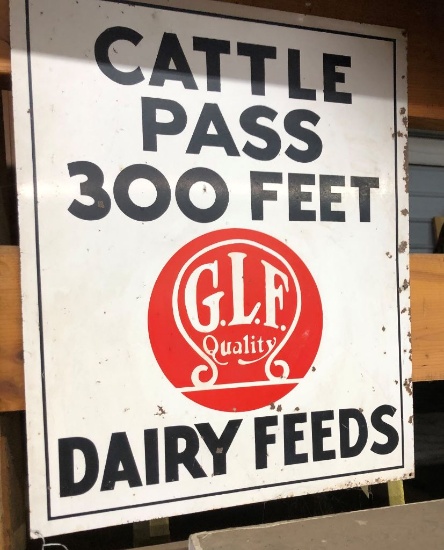 CATTLE
PASS
300 FEET
G.L.F.
Quality
DAIRY FEEDS